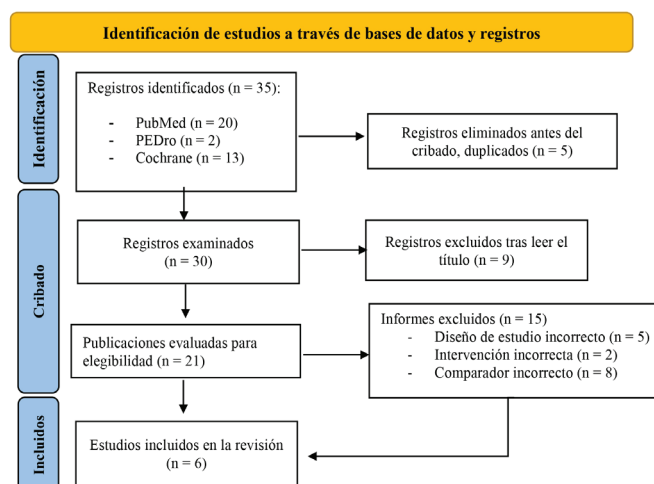 Identificación de estudios a través de bases de datos y registros
Identificación
Registros identificados (n = 35):
- PubMed (n = 20)
- PEDro (n = 2)
- Cochrane (n = 13)
Registros eliminados antes del
cribado, duplicados (n = 5)
Cribado
Registros examinados
(n = 30)
Registros excluidos tras leer el
título (n = 9)
Publicaciones evaluadas para
elegibilidad (n = 21)
Informes excluidos (n = 15)
- Diseño de estudio incorrecto (n = 5)
- Intervención incorrecta (n = 2)
- Comparador incorrecto (n = 8)
Incluidos
Estudios incluidos en la revisión
(n = 6)